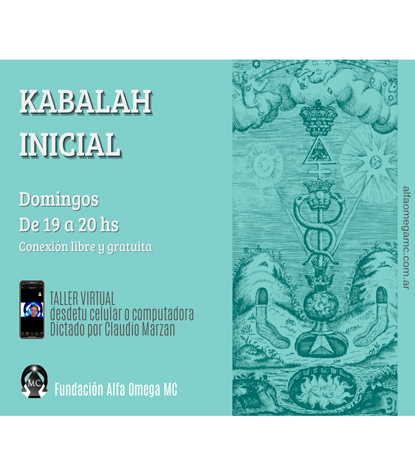 KABALAH
INICIAL
Domingos
De 19 a 20 hs
Conexión libre y gratuita
TALLER VIRTUAL
desdetu celular o computadora
Dictado por Claudio Marzan
MC
Fundación Alfa Omega MC
alfaomegamc.com.ar